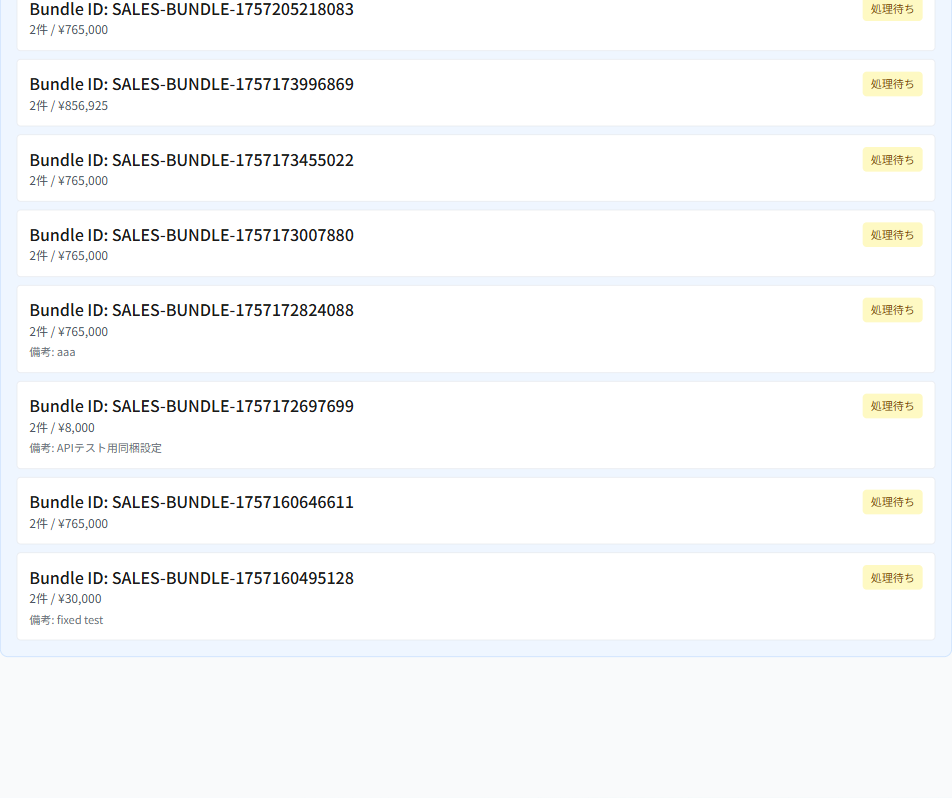 Bundle ID: SALES-BUNDLE-1757205218083
処理待ち
2件 / ¥765,000
Bundle ID: SALES-BUNDLE-1757173996869
処理待ち
2件 / ¥856,925
Bundle ID: SALES-BUNDLE-1757173455022
処理待ち
2件 / ¥765,000
Bundle ID: SALES-BUNDLE-1757173007880
処理待ち
2件 / ¥765,000
Bundle ID: SALES-BUNDLE-1757172824088
処理待ち
2件 / ¥765,000
備考: aaa
Bundle ID: SALES-BUNDLE-1757172697699
処理待ち
2件 / ¥8,000
備考: APIテスト用同梱設定
Bundle ID: SALES-BUNDLE-1757160646611
処理待ち
2件 / ¥765,000
Bundle ID: SALES-BUNDLE-1757160495128
処理待ち
2件 / ¥30,000
備考: fixed test